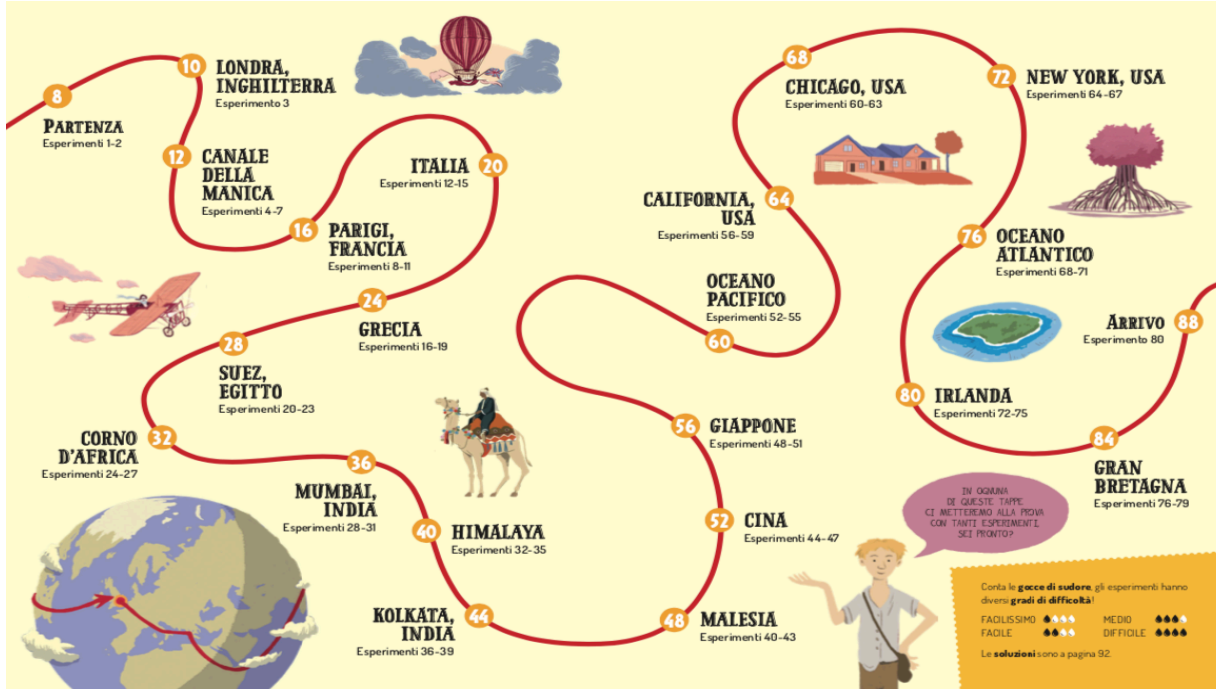 8
PARTENZA
Esperimenti 1-2
10
LONDRA,
INGHILTERRA
Esperimento 3
12
CANALE
DELLA
MANICA
Esperimenti 4-7
16
PARIGI,
FRANCIA
Esperimenti 8-11
20
ITALIA
Esperimenti 12-15
24
GRECIA
Esperimenti 16-19
28
SUEZ,
EGITTO
Esperimenti 20-23
32
CORNO
D'AFRICA
Esperimenti 24-27
36
MUMBAI,
INDIA
Esperimenti 28-31
40
HIMALAYA
Esperimenti 32-35
44
KOLKATA,
INDIA
Esperimenti 36-39
48
MALESIA
Esperimenti 40-43
52
CINA
Esperimenti 44-47
56
GIAPPONE
Esperimenti 48-51
60
OCEANO
PACIFICO
Esperimenti 52-55
64
CALIFORNIA,
USA
Esperimenti 56-59
68
CHICAGO, USA
Esperimenti 60-63
72
NEW YORK, USA
Esperimenti 64-67
76
OCEANO
ATLANTICO
Esperimenti 68-71
80
IRLANDA
Esperimenti 72-75
84
GRAN
BRETAGNA
Esperimenti 76-79
88
ARRIVO
Esperimento 80
IN OGNUNA
DI QUESTE TAPPE
CI METTEREMO ALLA PROVA
CON TANTI ESPERIMENTI.
SEI PRONTO?
Conta le gocce di sudore, gli esperimenti hanno
diversi gradi di difficoltà!
FACILISSIMO MEDIO
FACILE DIFFICILE
Le soluzioni sono a pagina 92.